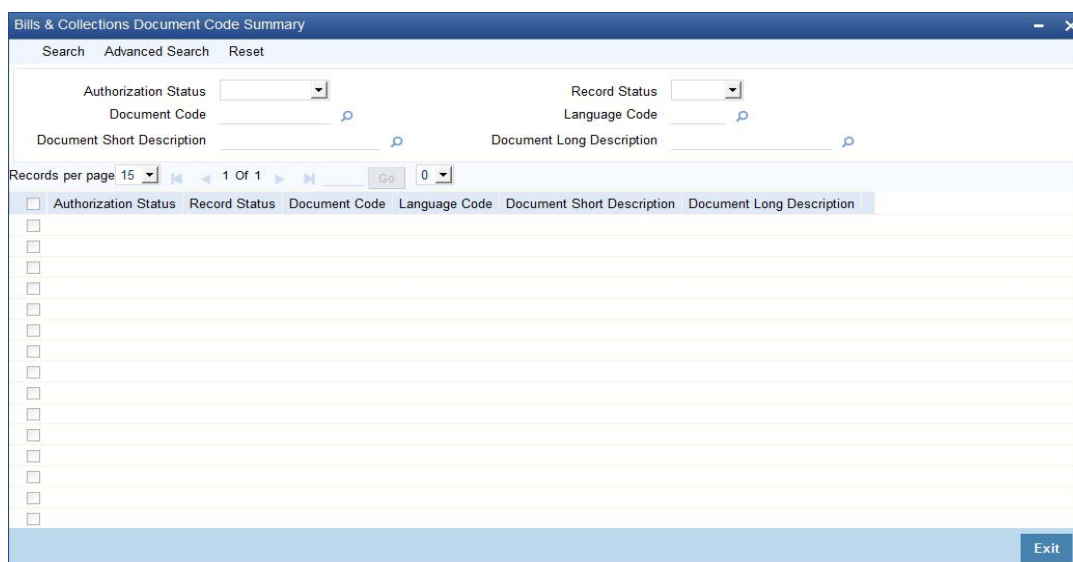 Bills & Collections Document Code Summary
Search Advanced Search Reset
Authorization Status Record Status
Document Code Language Code
Document Short Description Document Long Description
Records per page 15 1 Of 1 Go 0
Authorization Status Record Status Document Code Language Code Document Short Description Document Long Description
Exit